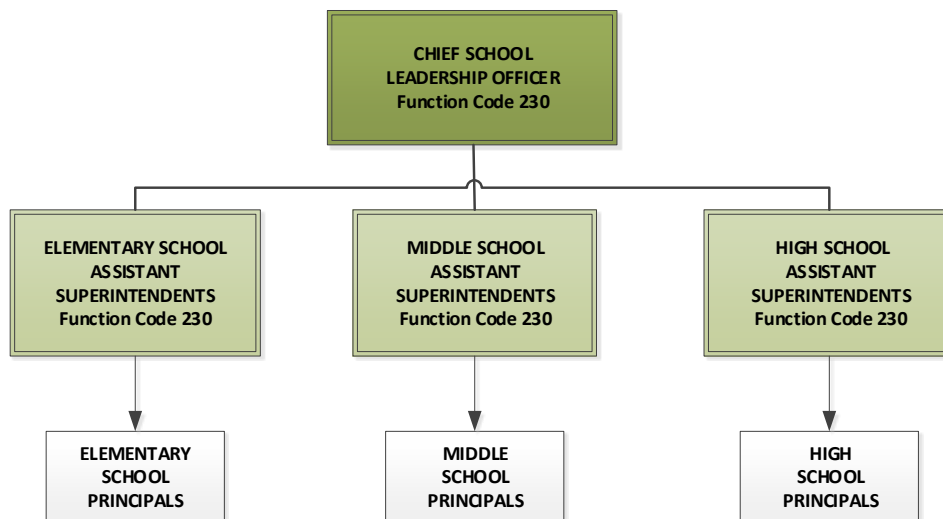 CHIEF SCHOOL
LEADERSHIP OFFICER
Function Code 230
ELEMENTARY SCHOOL
ASSISTANT
SUPERINTENDENTS
Function Code 230
MIDDLE SCHOOL
ASSISTANT
SUPERINTENDENTS
Function Code 230
HIGH SCHOOL
ASSISTANT
SUPERINTENDENTS
Function Code 230
ELEMENTARY
SCHOOL
PRINCIPALS
MIDDLE
SCHOOL
PRINCIPALS
HIGH
SCHOOL
PRINCIPALS